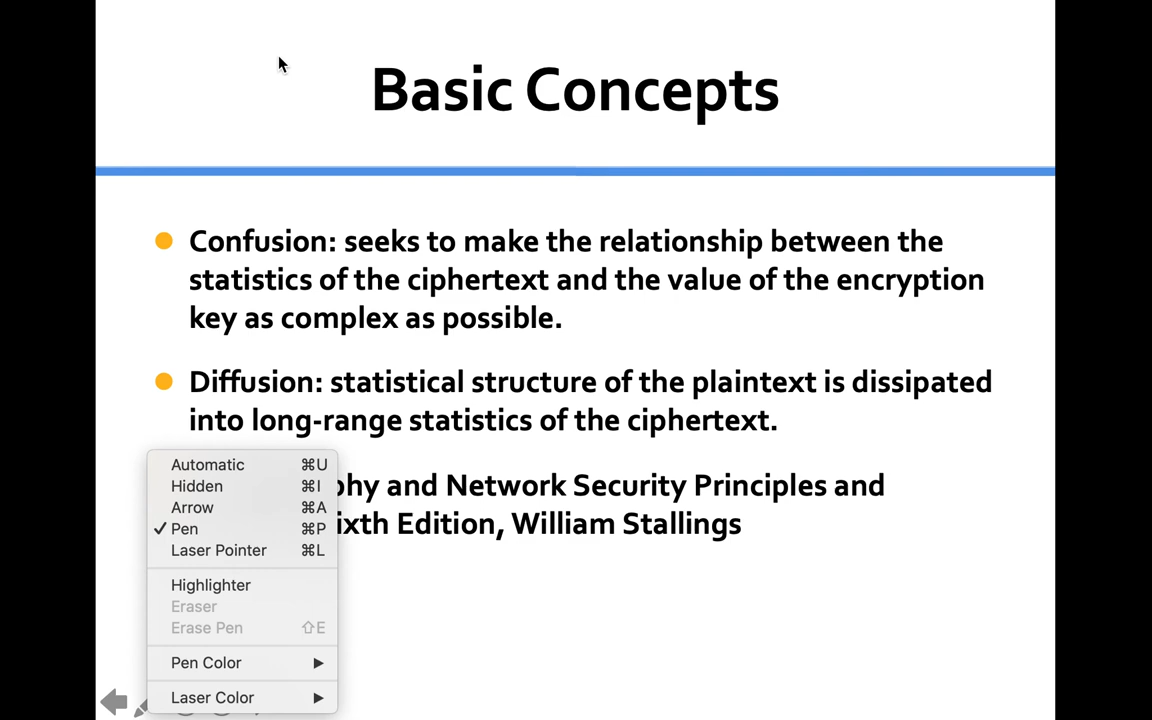 Basic Concepts
Confusion: seeks to make the relationship between the
statistics of the ciphertext and the value of the encryption
key as complex as possible.
Diffusion: statistical structure of the plaintext is dissipated
into long-range statistics of the ciphertext.
and Network Security Principles and
Edition, William Stallings
Automatic ⌘U
Hidden ⌘I
Arrow ⌘A
✓ Pen ⌘P
Laser Pointer ⌘L
Highlighter
Eraser
Erase Pen ⇧E
Pen Color ▶
Laser Color ▶